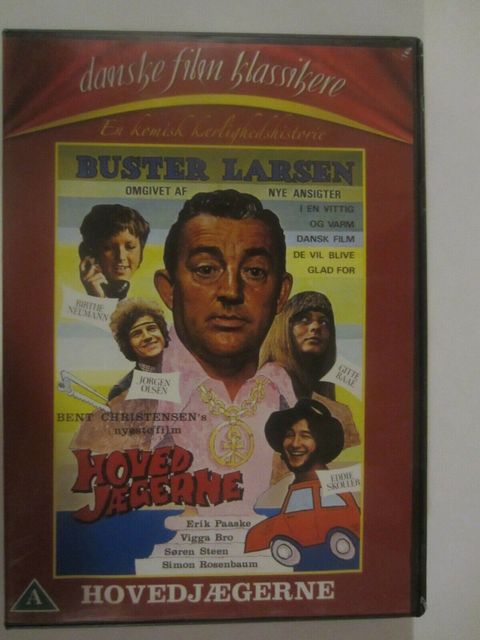 danske film klassikere
En komisk kærlighedshistorie
BUSTER LARSEN
OMGIVET AF NYE ANSIGTER
I EN VITTIG
OG VARM
DANSK FILM
DE VIL BLIVE
GLAD FOR
BIRTHE
NEUMANN
JØRGEN
OLSEN
GITTE
RAAE
BENT CHRISTENSEN's
nyeste film
HOVED
JÆGERNE
EDDIE
SKOLLER
Erik Paaske
Vigga Bro
Søren Steen
Simon Rosenbaum
A
HOVEDJÆGERNE